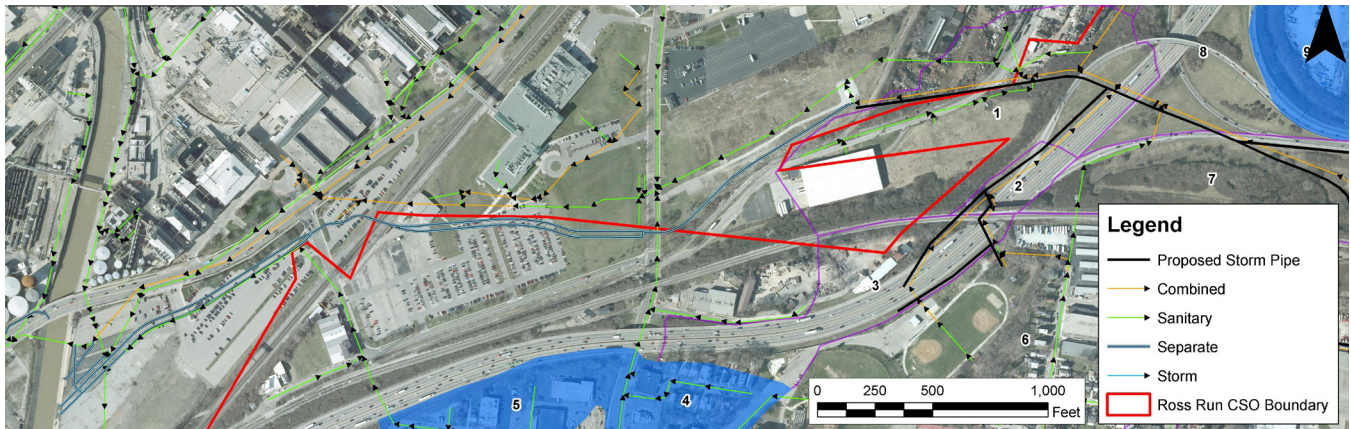 8
9
1
2
7
3
6
5
4
Legend
Proposed Storm Pipe
Combined
Sanitary
Separate
Storm
Ross Run CSO Boundary
0 250 500 1,000
Feet